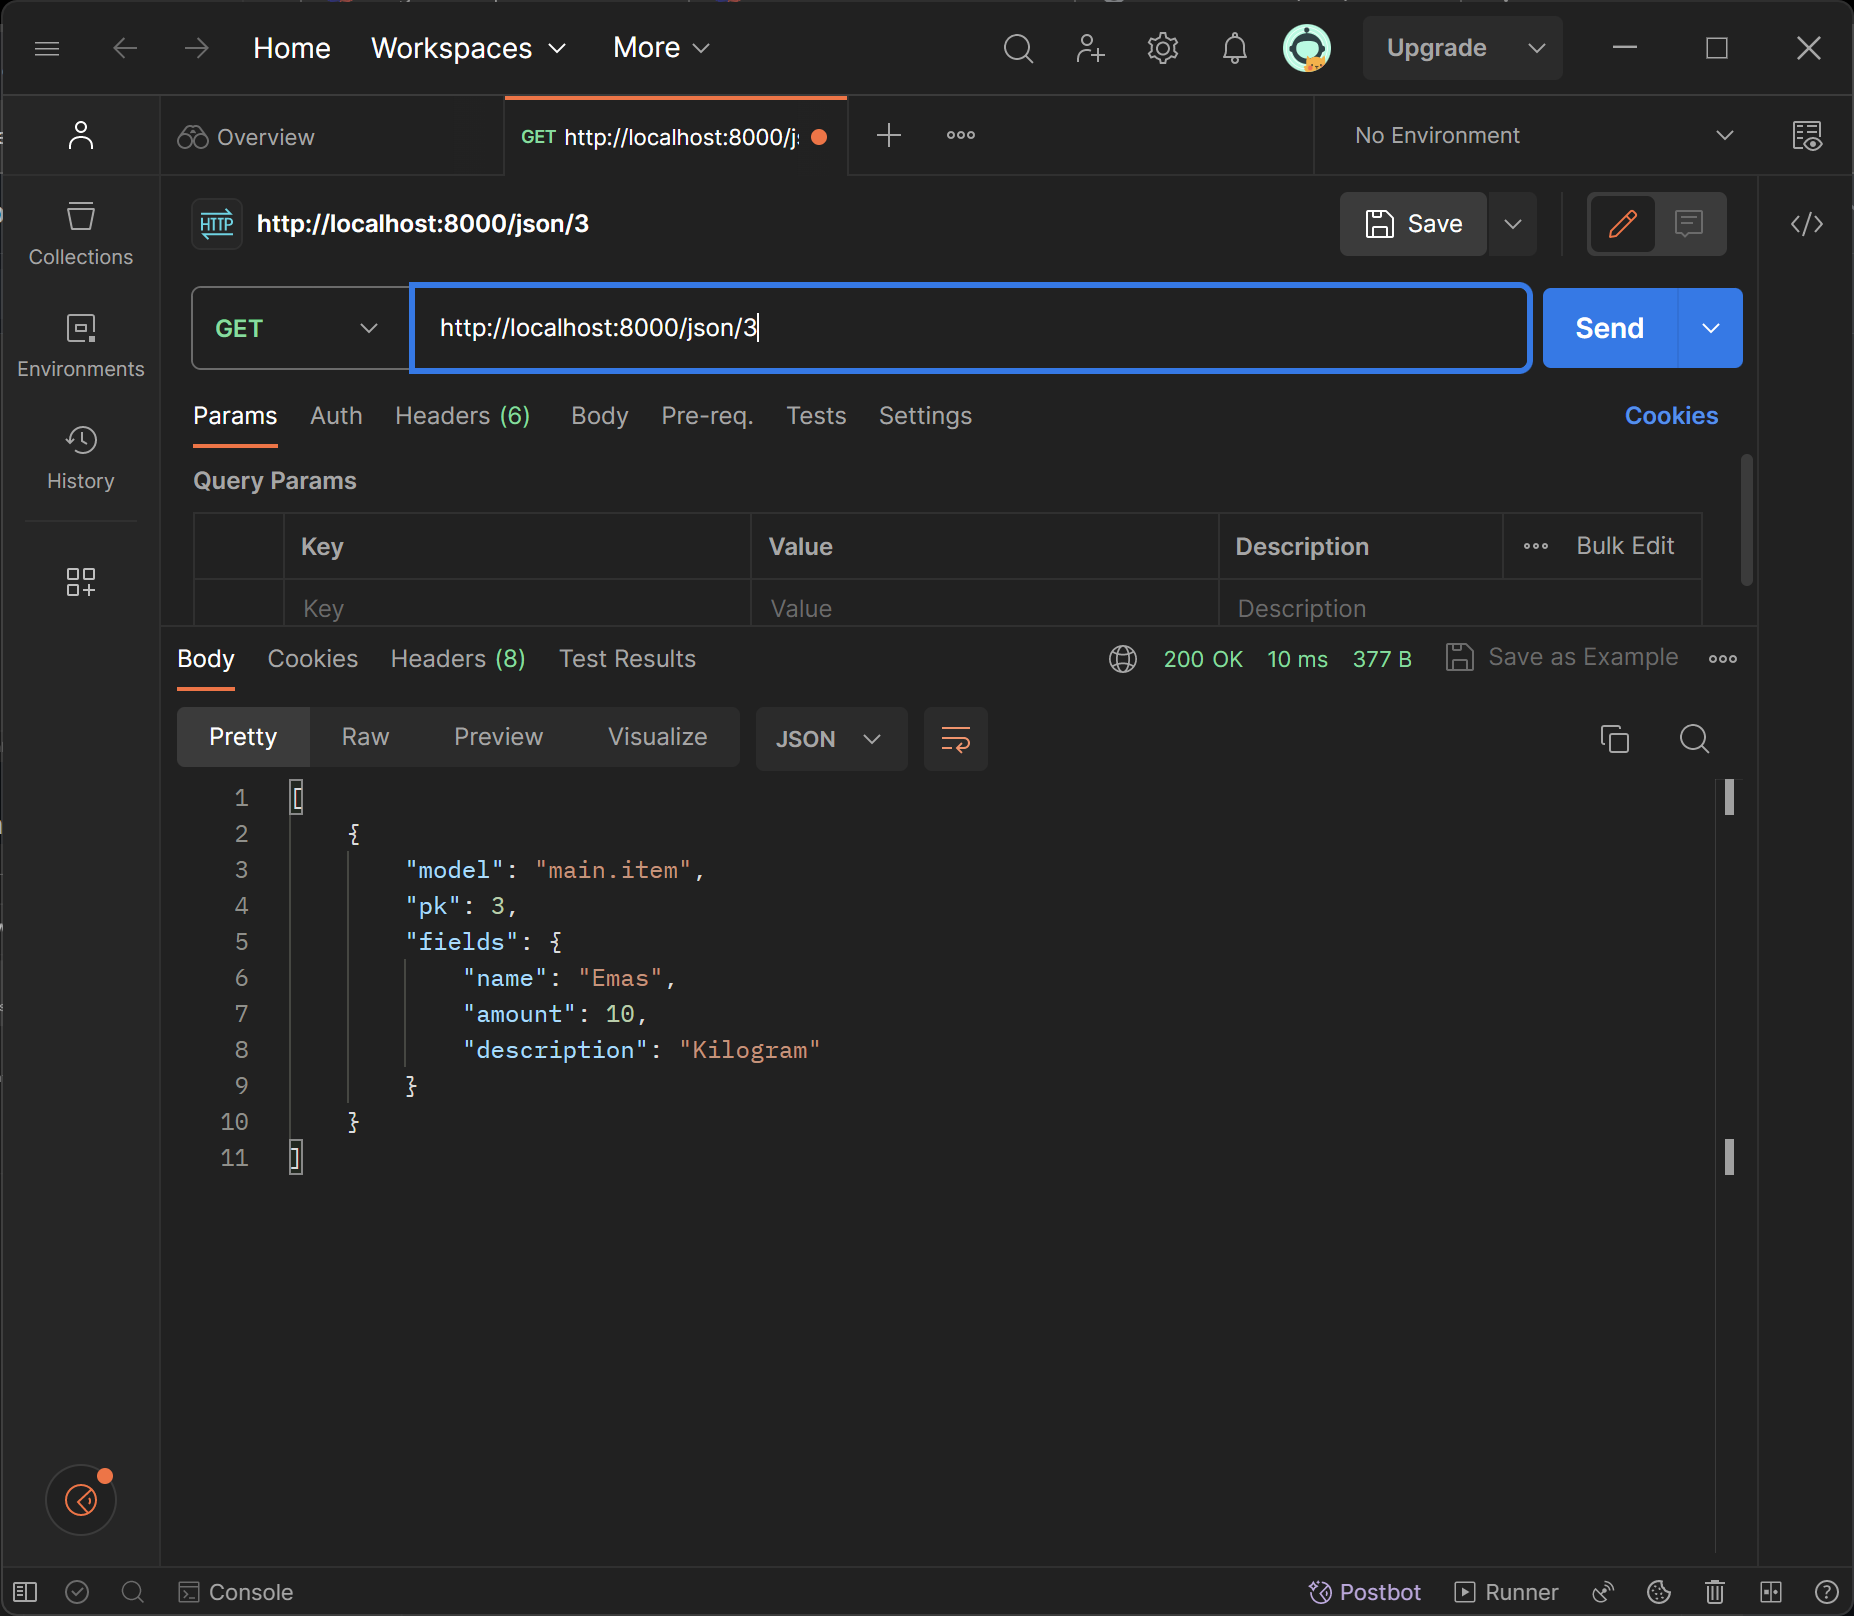 Home Workspaces More Upgrade
Overview GET http://localhost:8000/j No Environment
HTTP http://localhost:8000/json/3 Save
Collections
GET http://localhost:8000/json/3 Send
Environments
Params Auth Headers (6) Body Pre-req. Tests Settings Cookies
History
Query Params
Key Value Description Bulk Edit
Key Value Description
Body Cookies Headers (8) Test Results 200 OK 10 ms 377 B Save as Example
Pretty Raw Preview Visualize JSON
1 [
2 {
3 "model": "main.item",
4 "pk": 3,
5 "fields": {
6 "name": "Emas",
7 "amount": 10,
8 "description": "Kilogram"
9 }
10 }
11 ]
Console Postbot Runner